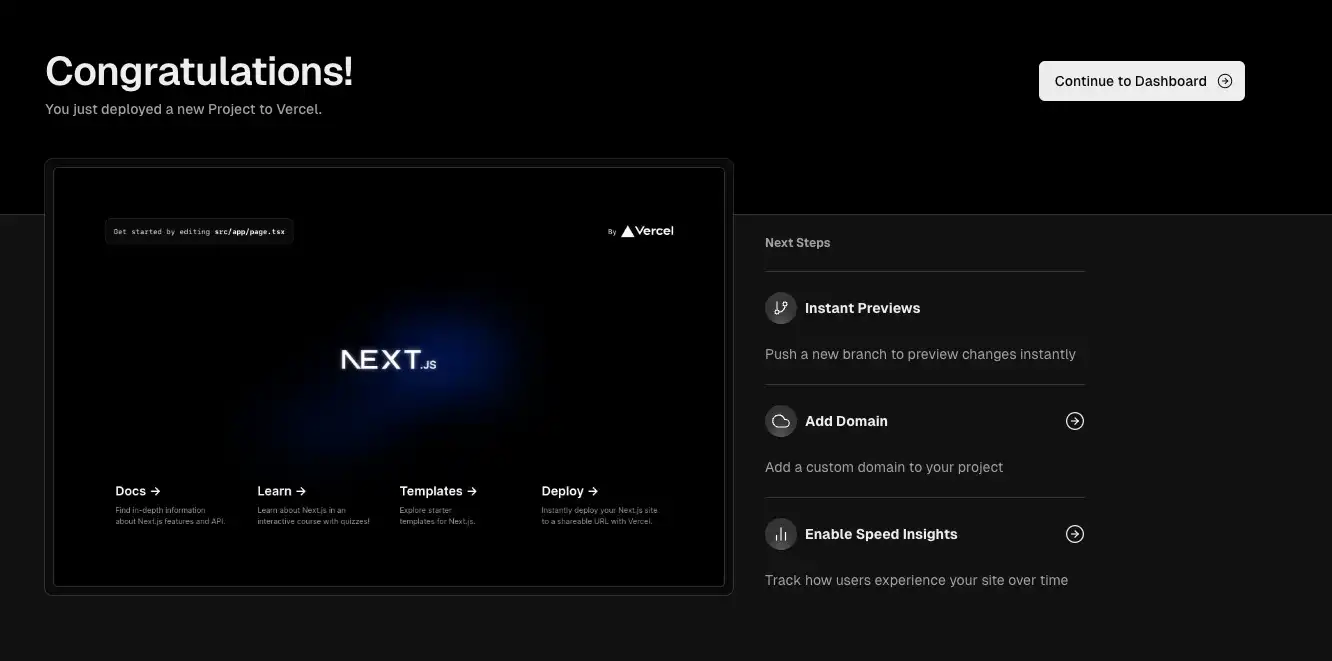 Congratulations!
You just deployed a new Project to Vercel.
Continue to Dashboard
Get started by editing src/app/page.tsx
By Vercel
NEXT.JS
Docs →
Find in-depth information
about Next.js features and API.
Learn →
Learn about Next.js in an
interactive course with quizzes!
Templates →
Explore starter
templates for Next.js.
Deploy →
Instantly deploy your Next.js site
to a shareable URL with Vercel.
Next Steps
Instant Previews
Push a new branch to preview changes instantly
Add Domain
Add a custom domain to your project
Enable Speed Insights
Track how users experience your site over time